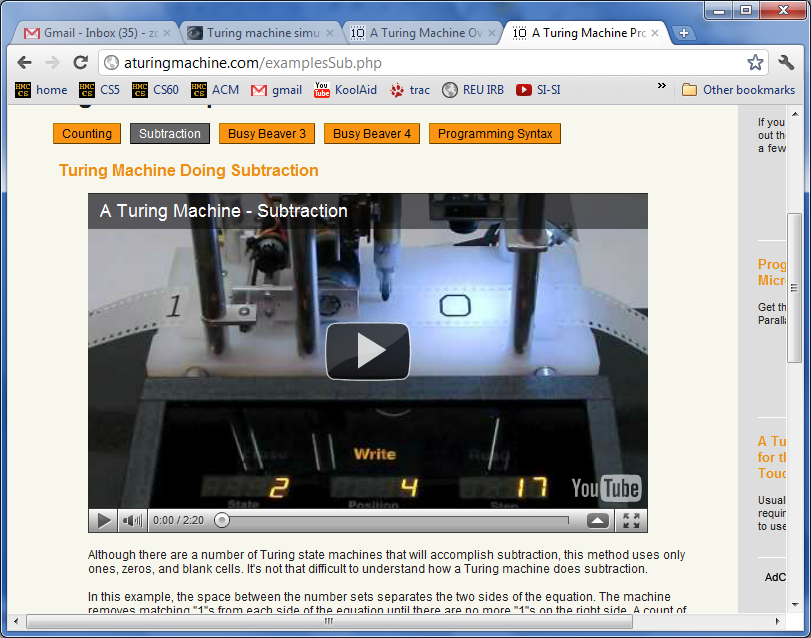 Gmail - Inbox (35) - zo
Turing machine simu
A Turing Machine Ov
A Turing Machine Pro
aturingmachine.com/examplesSub.php
home
CS5
CS60
ACM
gmail
KoolAid
trac
REU IRB
SI-SI
Other bookmarks
Counting
Subtraction
Busy Beaver 3
Busy Beaver 4
Programming Syntax
Turing Machine Doing Subtraction
A Turing Machine - Subtraction
1
0
Write
2
4
17
State
Position
Step
YouTube
0:00 / 2:20
Although there are a number of Turing state machines that will accomplish subtraction, this method uses only
ones, zeros, and blank cells. It's not that difficult to understand how a Turing machine does subtraction.
In this example, the space between the number sets separates the two sides of the equation. The machine
removes matching "1"s from each side of the equation until there are no more "1"s on the right side. A count of
If you
out th
a few
Prog
Micr
Get th
Paralla
A Tu
for th
Touc
Usual
requir
to use
AdC